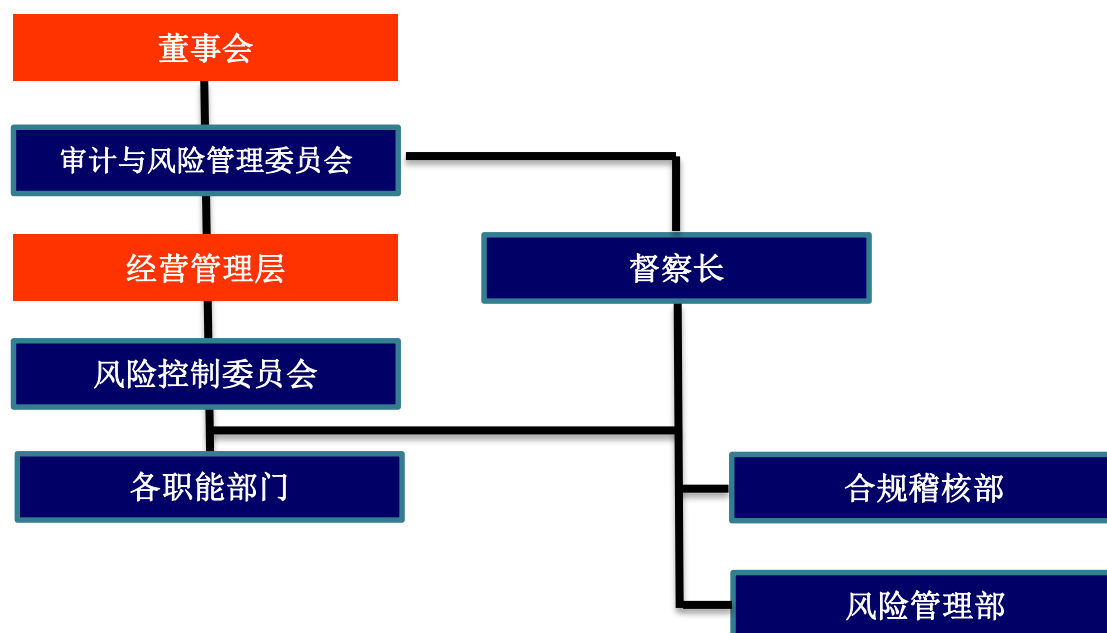 董事会
审计与风险管理委员会
经营管理层
督察长
风险控制委员会
各职能部门
合规稽核部
风险管理部